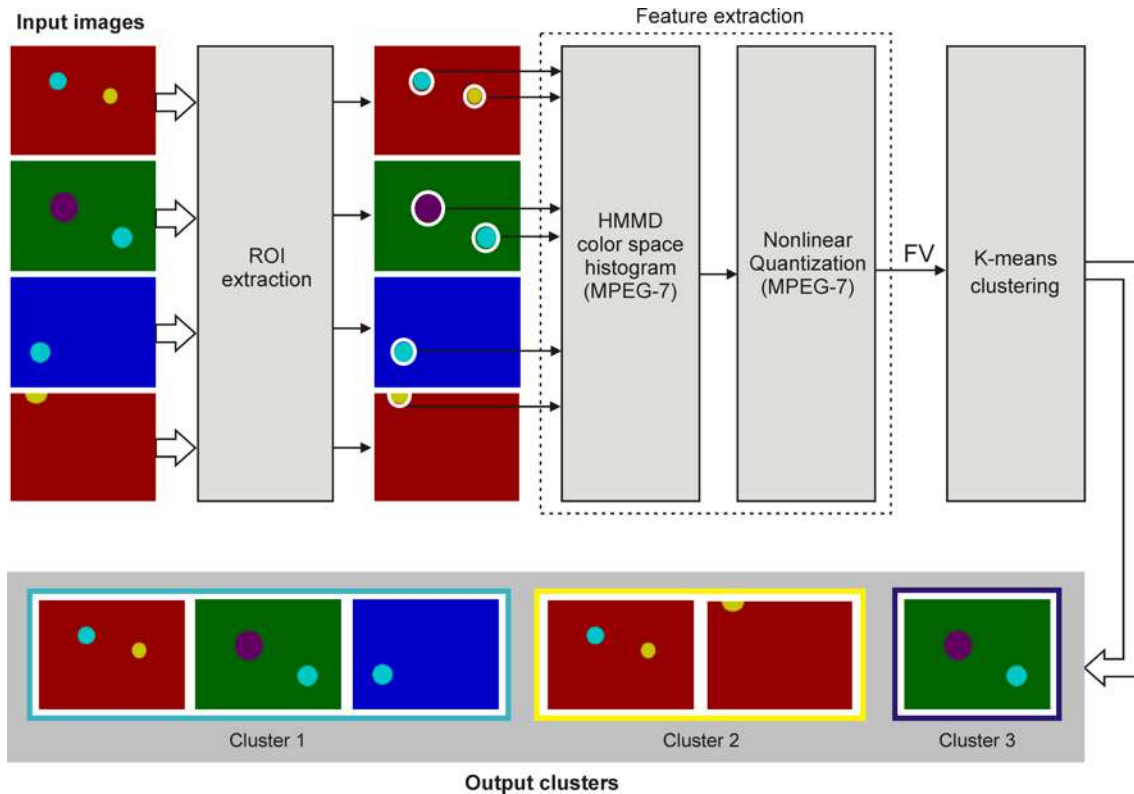 Input images
Feature extraction
ROI
extraction
HMMD
color space
histogram
(MPEG-7)
Nonlinear
Quantization
(MPEG-7)
FV
K-means
clustering
Cluster 1
Cluster 2
Cluster 3
Output clusters